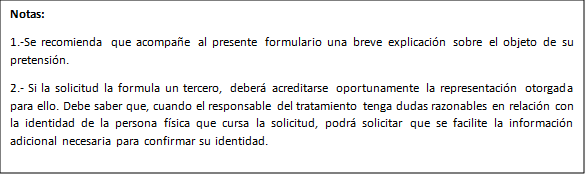 Notas:
1.-Se recomienda que acompañe al presente formulario una breve explicación sobre el objeto de su
pretensión.
2.- Si la solicitud la formula un tercero, deberá acreditarse oportunamente la representación otorgada
para ello. Debe saber que, cuando el responsable del tratamiento tenga dudas razonables en relación con
la identidad de la persona física que cursa la solicitud, podrá solicitar que se facilite la información
adicional necesaria para confirmar su identidad.